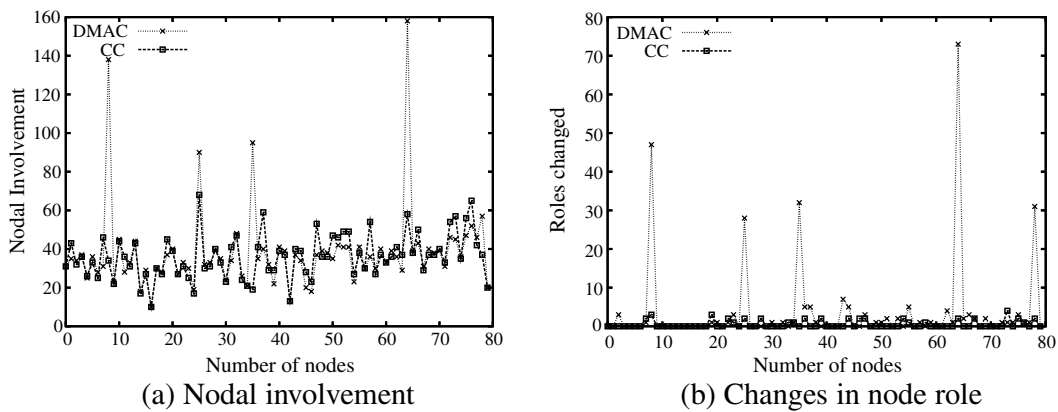 160
140
120
100
80
60
40
20
0
Nodal Involvement
DMAC
CC
0 10 20 30 40 50 60 70 80
Number of nodes
(a) Nodal involvement
80
70
60
50
40
30
20
10
0
Roles changed
DMAC
CC
0 10 20 30 40 50 60 70 80
Number of nodes
(b) Changes in node role